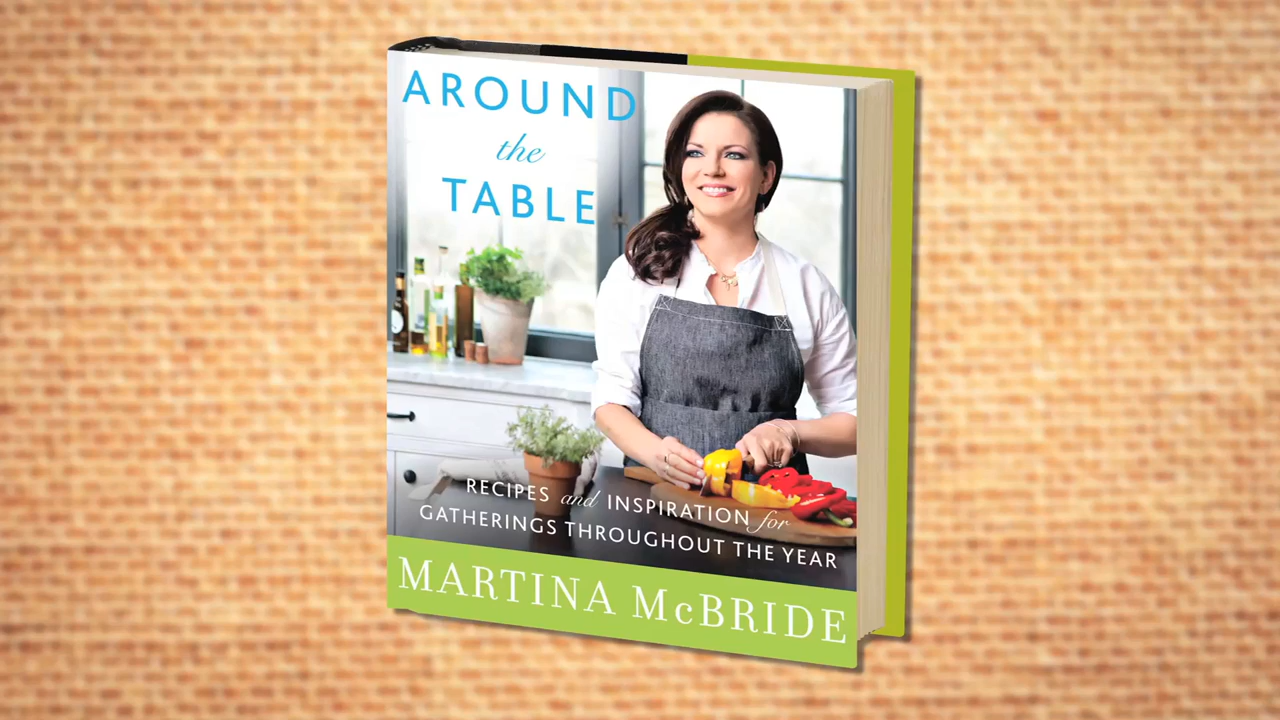 AROUND
the
TABLE
RECIPES and INSPIRATION for
GATHERINGS THROUGHOUT THE YEAR
MARTINA McBRIDE